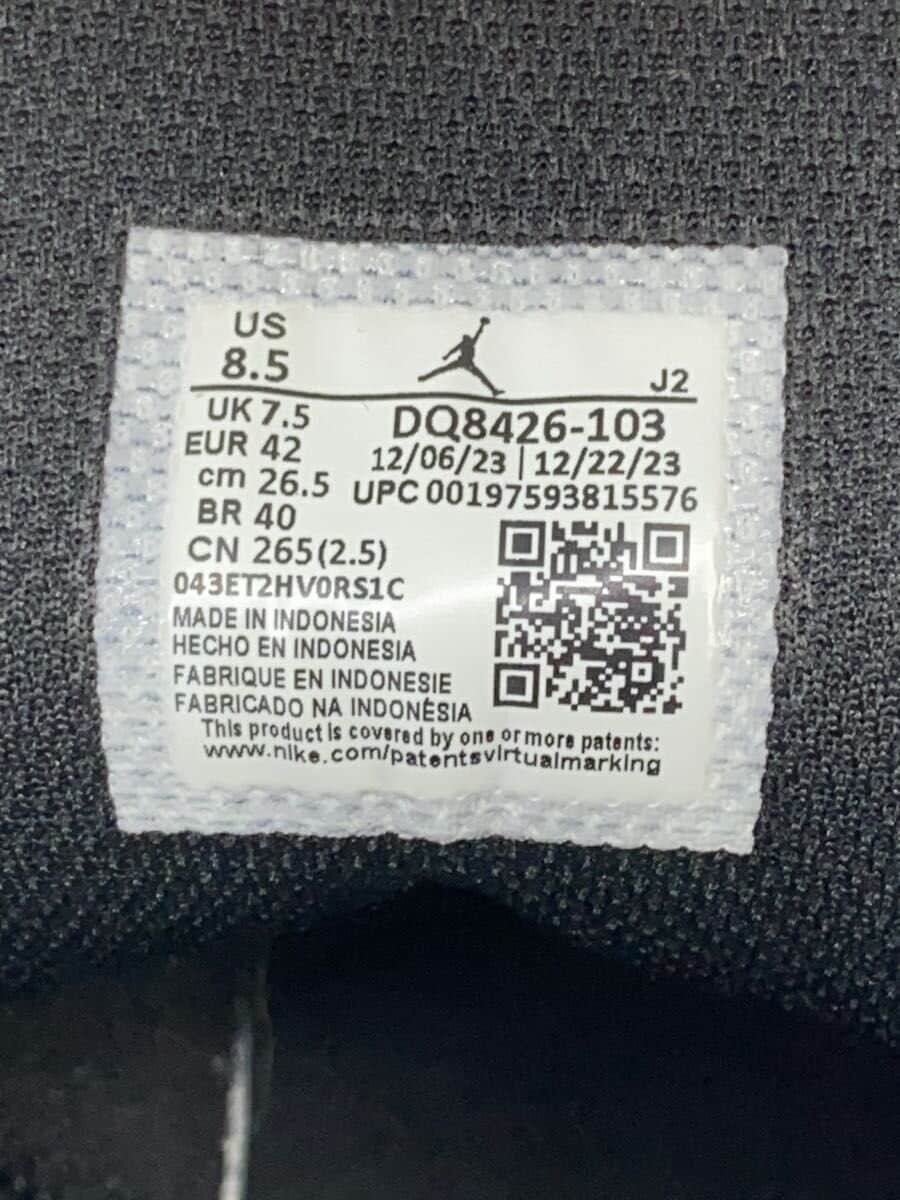 US
8.5
J2
UK 7.5
DQ8426-103
EUR 42
12/06/23 | 12/22/23
cm 26.5
UPC 00197593815576
BR 40
CN 265(2.5)
043ET2HV0RS1C
MADE IN INDONESIA
HECHO EN INDONESIA
FABRIQUE EN INDONESIE
FABRICADO NA INDONÉSIA
This product is covered by one or more patents:
www.nike.com/patentsvirtualmarking